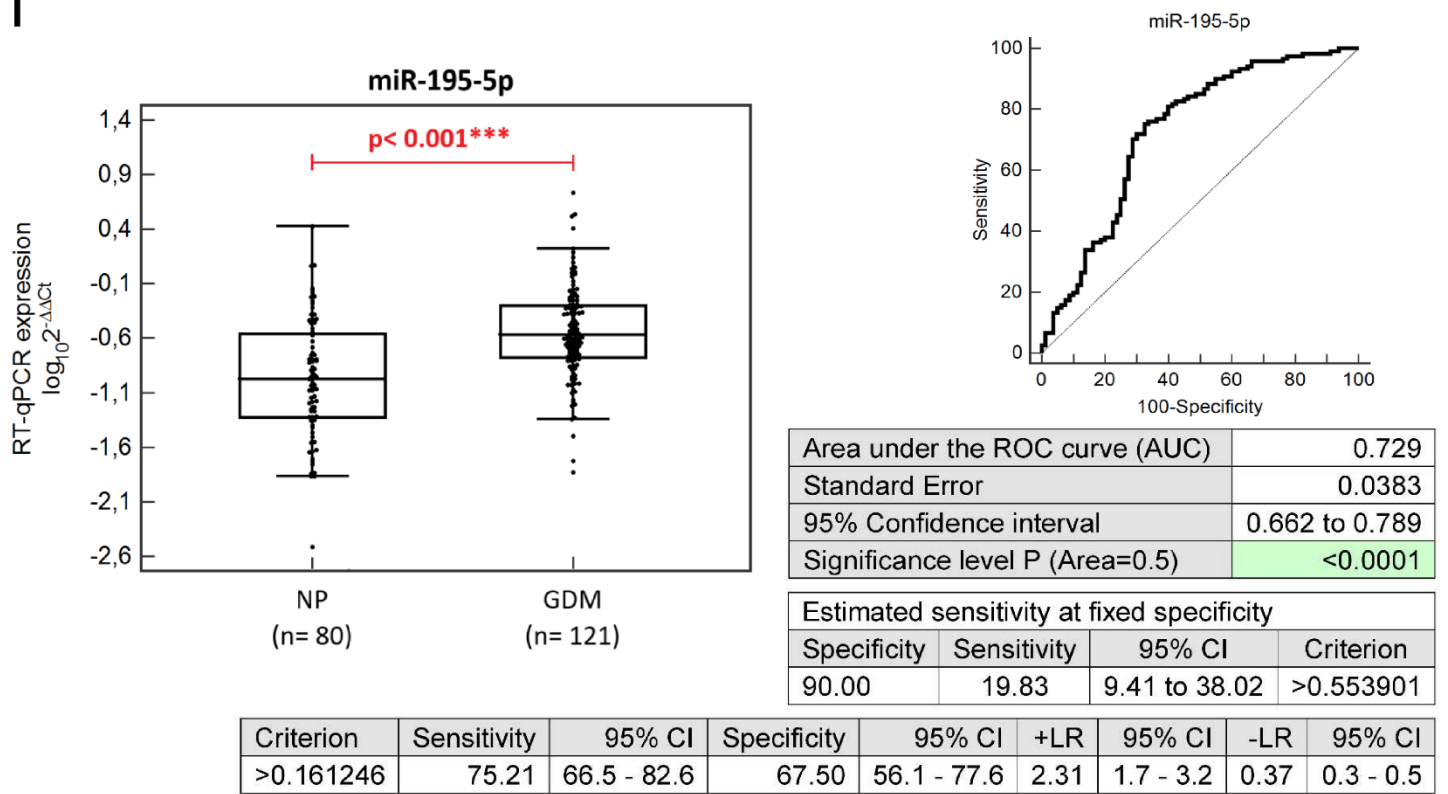 miR-195-5p
p< 0.001***
RT-qPCR expression
log₁₀2^-ΔΔCt
1,4
0,9
0,4
-0,1
-0,6
-1,1
-1,6
-2,1
-2,6
NP
(n= 80)
GDM
(n= 121)
miR-195-5p
Sensitivity
100
80
60
40
20
0
0 20 40 60 80 100
100-Specificity
Area under the ROC curve (AUC) 0.729
Standard Error 0.0383
95% Confidence interval 0.662 to 0.789
Significance level P (Area=0.5) <0.0001
Estimated sensitivity at fixed specificity
Specificity Sensitivity 95% CI Criterion
90.00 19.83 9.41 to 38.02 >0.553901
Criterion Sensitivity 95% CI Specificity 95% CI +LR 95% CI -LR 95% CI
>0.161246 75.21 66.5 - 82.6 67.50 56.1 - 77.6 2.31 1.7 - 3.2 0.37 0.3 - 0.5